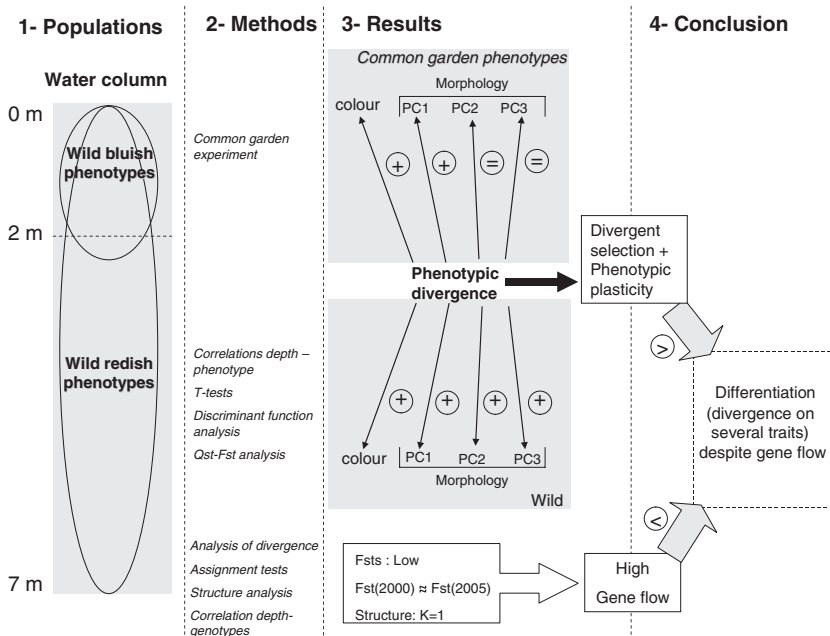 1- Populations
2- Methods
3- Results
4- Conclusion
Water column
0 m
Wild bluish
phenotypes
2 m
Wild redish
phenotypes
7 m
Common garden
experiment
Correlations depth –
phenotype
T-tests
Discriminant function
analysis
Qst-Fst analysis
Analysis of divergence
Assignment tests
Structure analysis
Correlation depth-
genotypes
Common garden phenotypes
Morphology
colour PC1 PC2 PC3
+ + = =
Phenotypic
divergence
+ + + +
colour PC1 PC2 PC3
Morphology
Wild
Fsts : Low
Fst(2000) ≈ Fst(2005)
Structure: K=1
Divergent
selection +
Phenotypic
plasticity
>
Differentiation
(divergence on
several traits)
despite gene flow
<
High
Gene flow